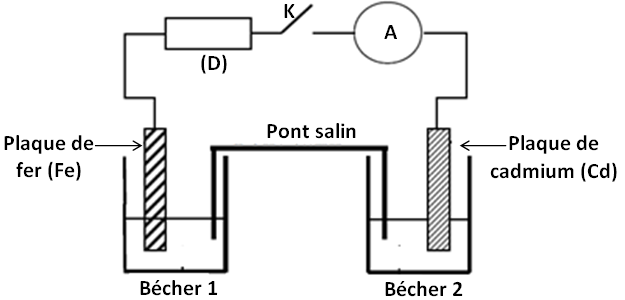 K
A
(D)
Plaque de
fer (Fe)
Pont salin
Plaque de
cadmium (Cd)
Bécher 1
Bécher 2